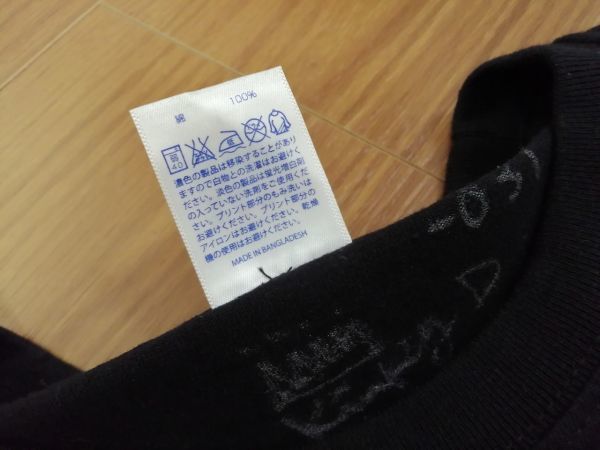 綿 100%
濃色の製品は移染することがあり
ますので白物との洗濯はお避けく
ださい。淡色の製品は蛍光増白剤
の入っていない洗剤をご使用くだ
さい。プリント部分のもみ洗いは
お避けください。プリント部分の
アイロンはお避けください。乾燥
機の使用はお避けください。
MADE IN BANGLADESH